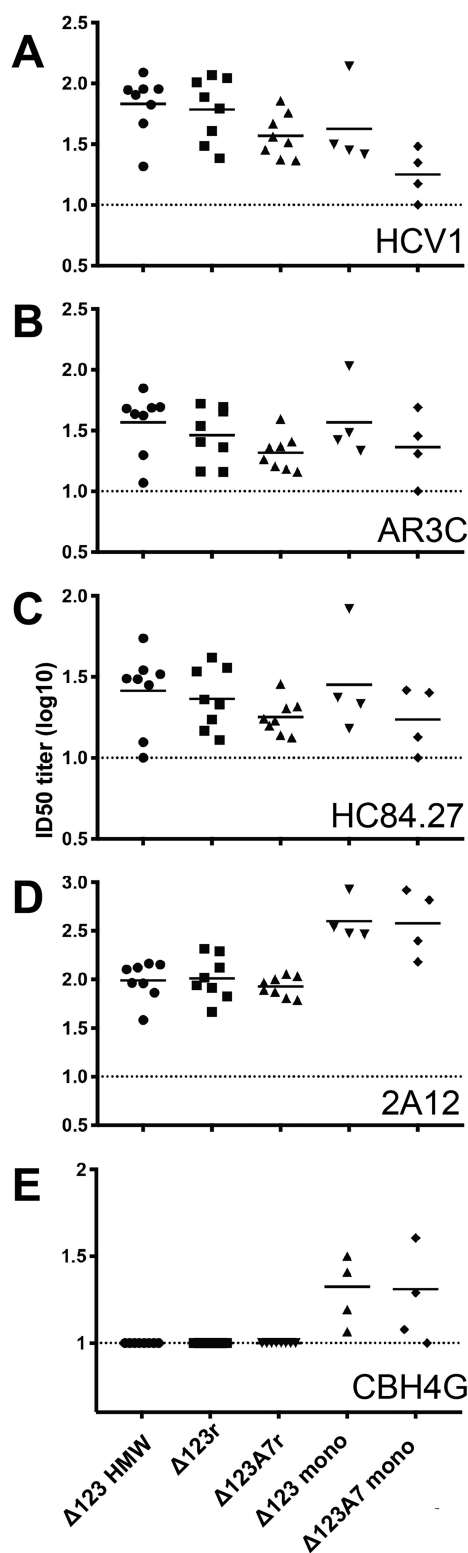 A
2.5
2.0
1.5
1.0
0.5
HCV1
B
2.5
2.0
1.5
1.0
0.5
AR3C
C
2.0
1.5
1.0
0.5
HC84.27
ID50 titer (log10)
D
3.0
2.5
2.0
1.5
1.0
0.5
2A12
E
2
1.5
1
CBH4G
Δ123 HMW
Δ123r
Δ123A7r
Δ123 mono
Δ123A7 mono